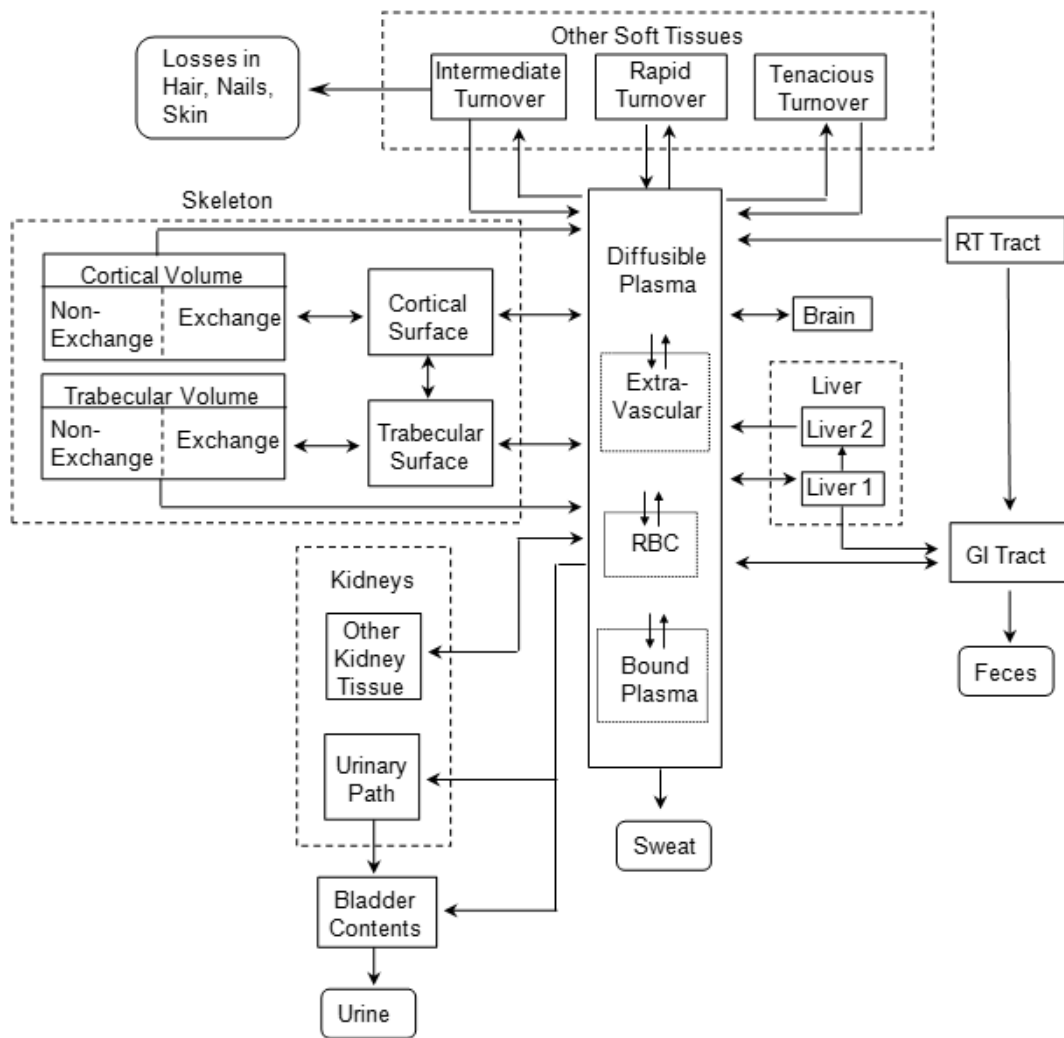 Other Soft Tissues
Losses in
Hair, Nails,
Skin
Intermediate
Turnover
Rapid
Turnover
Tenacious
Turnover
Skeleton
Cortical Volume
Non-
Exchange
Exchange
Cortical
Surface
Trabecular Volume
Non-
Exchange
Exchange
Trabecular
Surface
Diffusible
Plasma
Extra-
Vascular
RBC
Bound
Plasma
RT Tract
Brain
Liver
Liver 2
Liver 1
GI Tract
Feces
Kidneys
Other
Kidney
Tissue
Urinary
Path
Bladder
Contents
Urine
Sweat